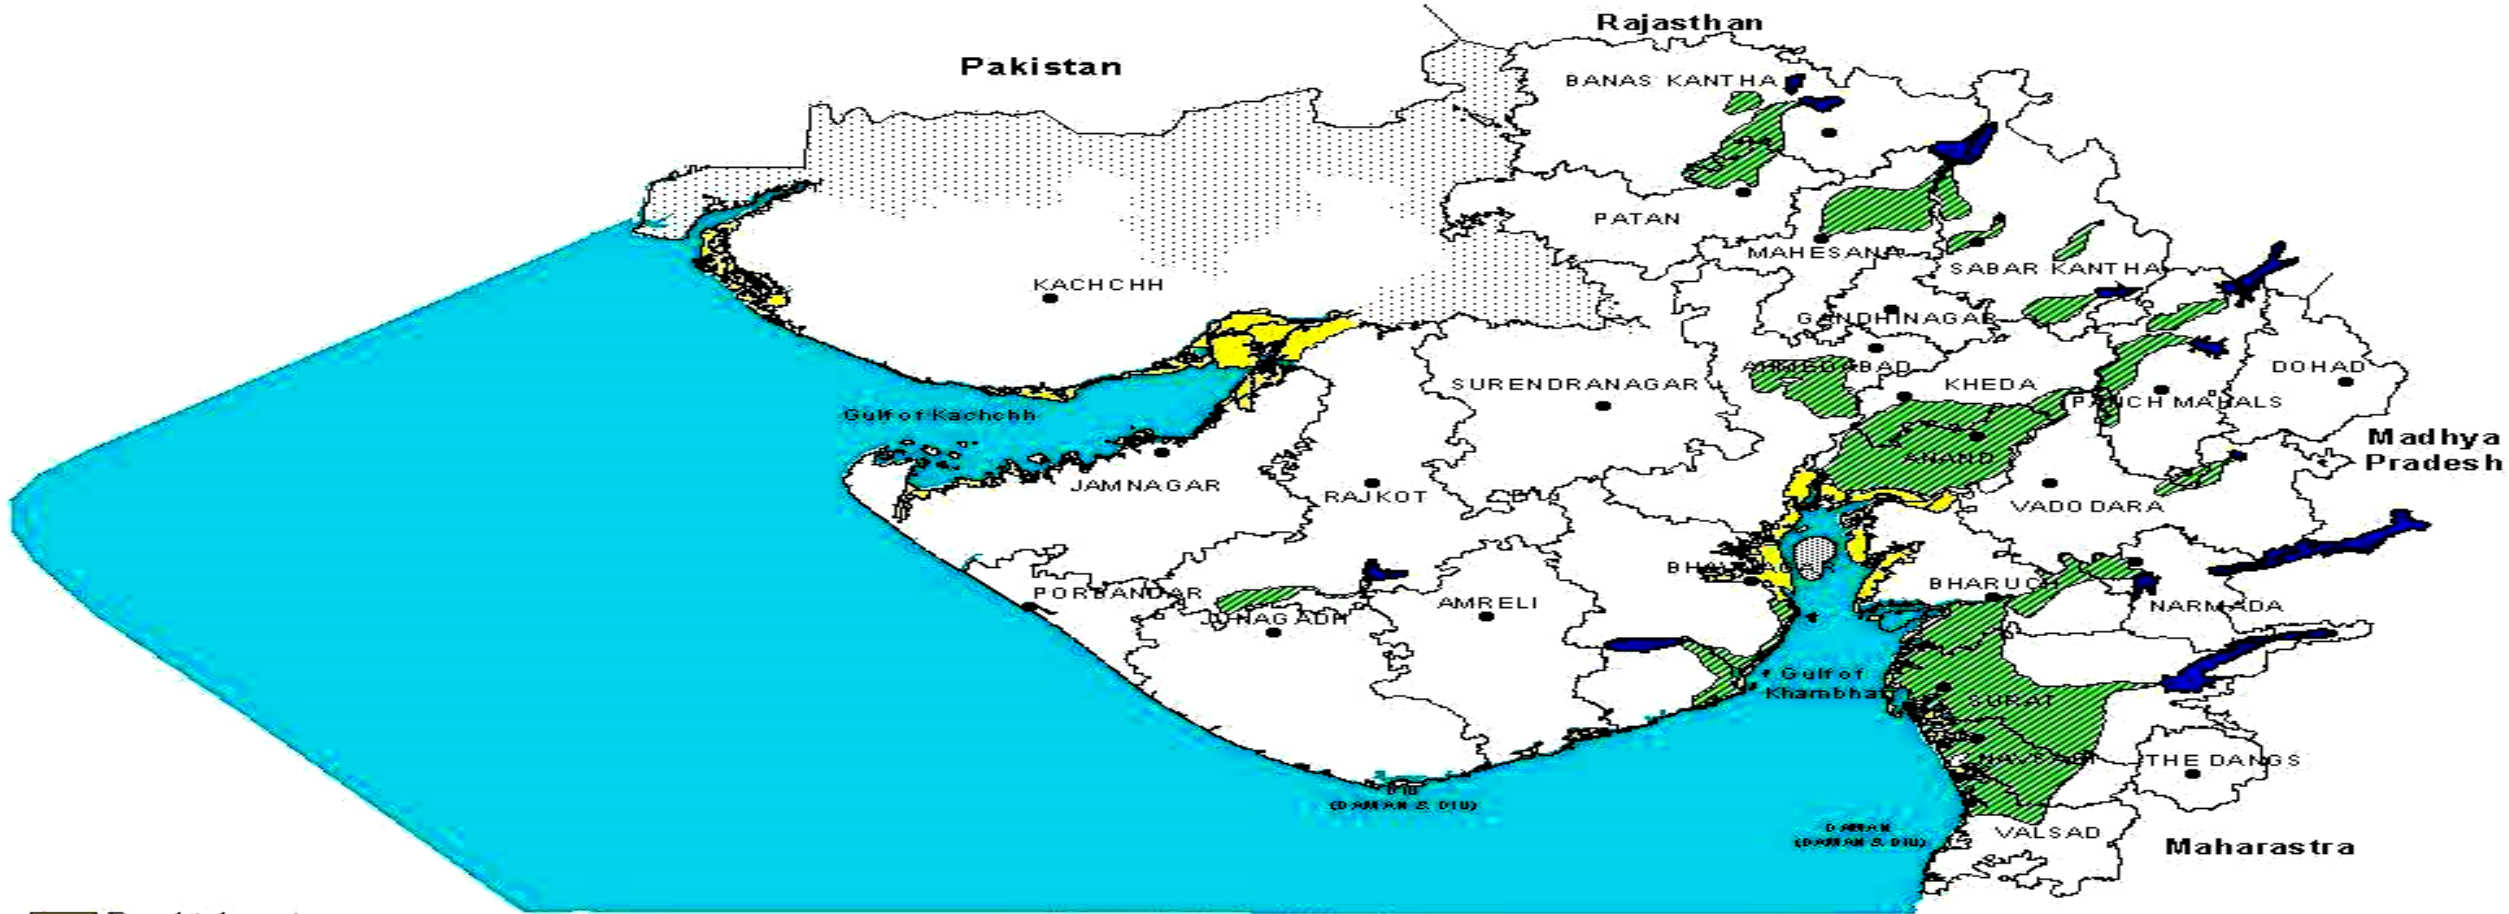 Rajasthan
Pakistan
BANAS KANTHA
PATAN
MAHESANA
SABAR KANTHA
KACHCHH
GANDHINAGAR
AHMEDABAD
KHEDA
DOHAD
SURENDRANAGAR
PANCH MAHALS
Gulf of Kachchh
Madhya
Pradesh
ANAND
JAMNAGAR
RAJKOT
VADODARA
BHAVNAGAR
BHARUCH
PORBANDAR
AMRELI
NARMADA
JUNAGADH
Gulf of
Khambhat
SURAT
NAVSARI
THE DANGS
DIU
(DAMAN & DIU)
DAMAN
(DAMAN & DIU)
VALSAD
Maharastra